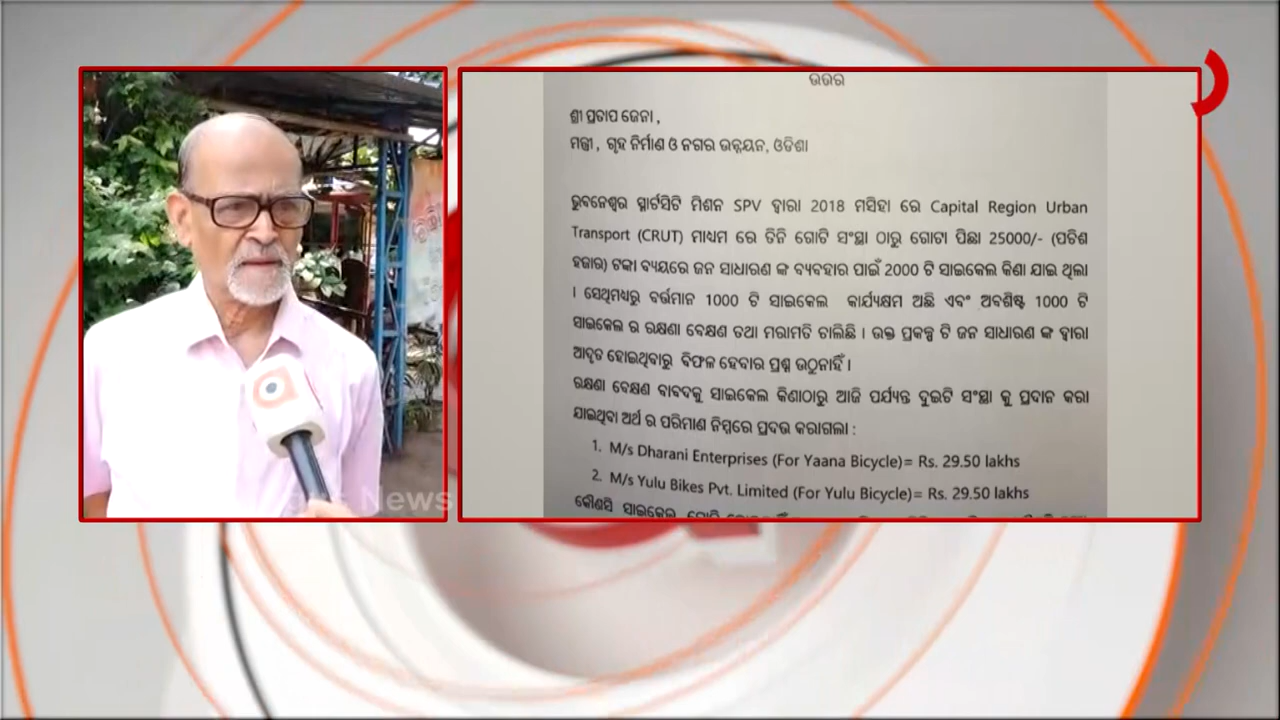 ଉତ୍ତର
ଶ୍ରୀ ପ୍ରତାପ ଜେନା ,
ମନ୍ତ୍ରୀ , ଗୃହ ନିର୍ମାଣ ଓ ନଗର ଉନ୍ନୟନ, ଓଡିଶା
ଭୁବନେଶ୍ୱର ସ୍ମାର୍ଟସିଟି ମିଶନ SPV ଦ୍ୱାରା 2018 ମସିହା ରେ Capital Region Urban
Transport (CRUT) ମାଧ୍ୟମ ରେ ତିନି ଗୋଟି ସଂସ୍ଥା ଠାରୁ ଗୋଟା ପିଛା 25000/- (ପଚିଶ
ହଜାର) ଟଙ୍କା ବ୍ୟୟରେ ଜନ ସାଧାରଣ ଙ୍କ ବ୍ୟବହାର ପାଇଁ 2000 ଟି ସାଇକେଲ କିଣା ଯାଇ ଥିଲା
। ସେଥିମଧ୍ୟରୁ ବର୍ତ୍ତମାନ 1000 ଟି ସାଇକେଲ କାର୍ଯ୍ୟକ୍ଷମ ଅଛି ଏବଂ ଅବଶିଷ୍ଟ 1000 ଟି
ସାଇକେଲ ର ରକ୍ଷଣା ବେକ୍ଷଣ ତଥା ମରାମତି ଚାଲିଛି । ଉକ୍ତ ପ୍ରକଳ୍ପ ଟି ଜନ ସାଧାରଣ ଙ୍କ ଦ୍ୱାରା
ଆଦୃତ ହୋଇଥିବାରୁ ବିଫଳ ହେବାର ପ୍ରଶ୍ନ ଉଠୁନାହିଁ ।
ରକ୍ଷଣା ବେକ୍ଷଣ ବାବଦକୁ ସାଇକେଲ କିଣାଠାରୁ ଆଜି ପର୍ଯ୍ୟନ୍ତ ଦୁଇଟି ସଂସ୍ଥା କୁ ପ୍ରଦାନ କରା
ଯାଇଥିବା ଅର୍ଥ ର ପରିମାଣ ନିମ୍ନରେ ପ୍ରଦତ୍ତ କରାଗଲା :
1. M/s Dharani Enterprises (For Yaana Bicycle)= Rs. 29.50 lakhs
2. M/s Yulu Bikes Pvt. Limited (For Yulu Bicycle)= Rs. 29.50 lakhs
କୌଣସି ସାଇକେଲ
News